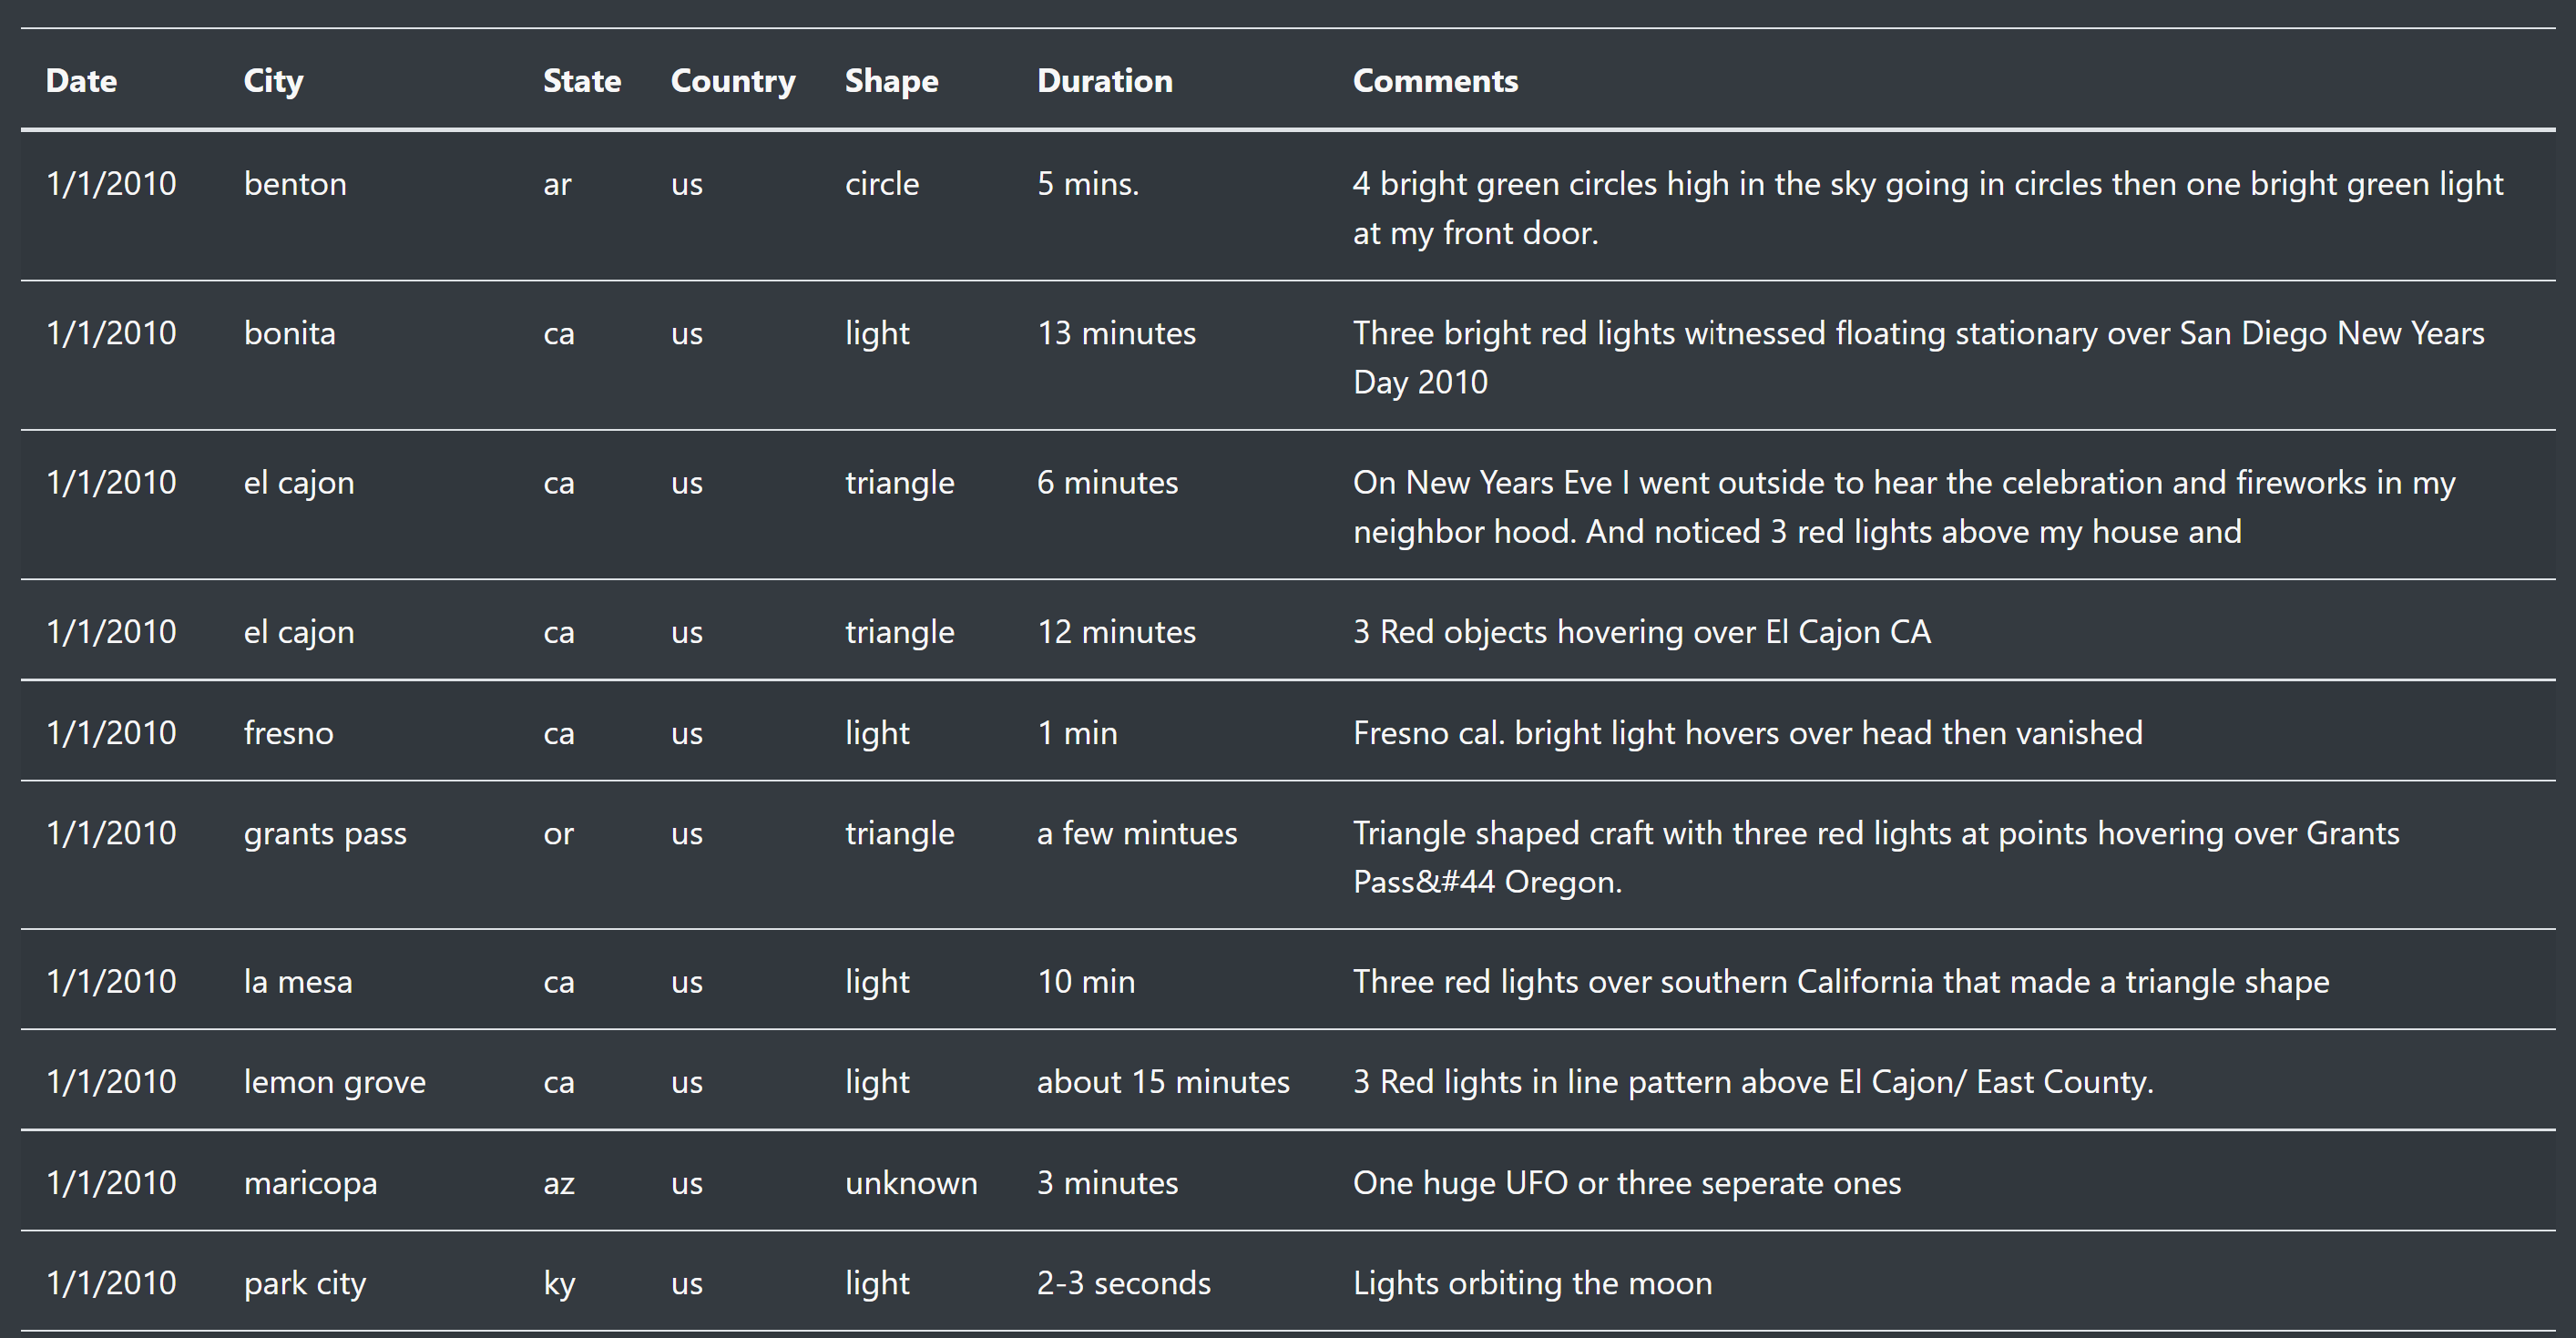 Date City State Country Shape Duration Comments
1/1/2010 benton ar us circle 5 mins. 4 bright green circles high in the sky going in circles then one bright green light
at my front door.
1/1/2010 bonita ca us light 13 minutes Three bright red lights witnessed floating stationary over San Diego New Years
Day 2010
1/1/2010 el cajon ca us triangle 6 minutes On New Years Eve I went outside to hear the celebration and fireworks in my
neighbor hood. And noticed 3 red lights above my house and
1/1/2010 el cajon ca us triangle 12 minutes 3 Red objects hovering over El Cajon CA
1/1/2010 fresno ca us light 1 min Fresno cal. bright light hovers over head then vanished
1/1/2010 grants pass or us triangle a few mintues Triangle shaped craft with three red lights at points hovering over Grants
Pass&#44 Oregon.
1/1/2010 la mesa ca us light 10 min Three red lights over southern California that made a triangle shape
1/1/2010 lemon grove ca us light about 15 minutes 3 Red lights in line pattern above El Cajon/ East County.
1/1/2010 maricopa az us unknown 3 minutes One huge UFO or three seperate ones
1/1/2010 park city ky us light 2-3 seconds Lights orbiting the moon